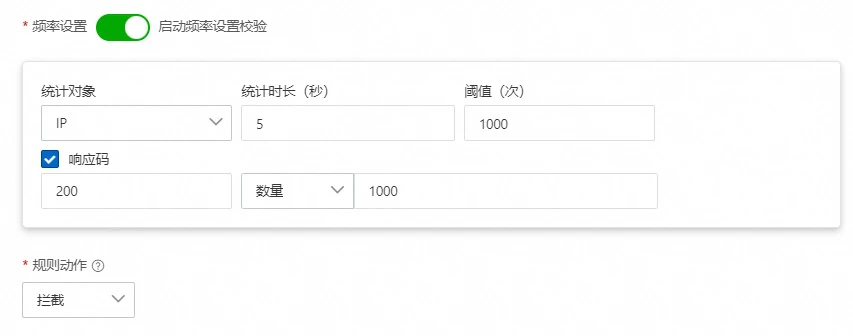 * 频率设置 启动频率设置校验
统计对象 统计时长（秒） 阈值（次）
IP 5 1000
响应码
200 数量 1000
* 规则动作 ?
拦截